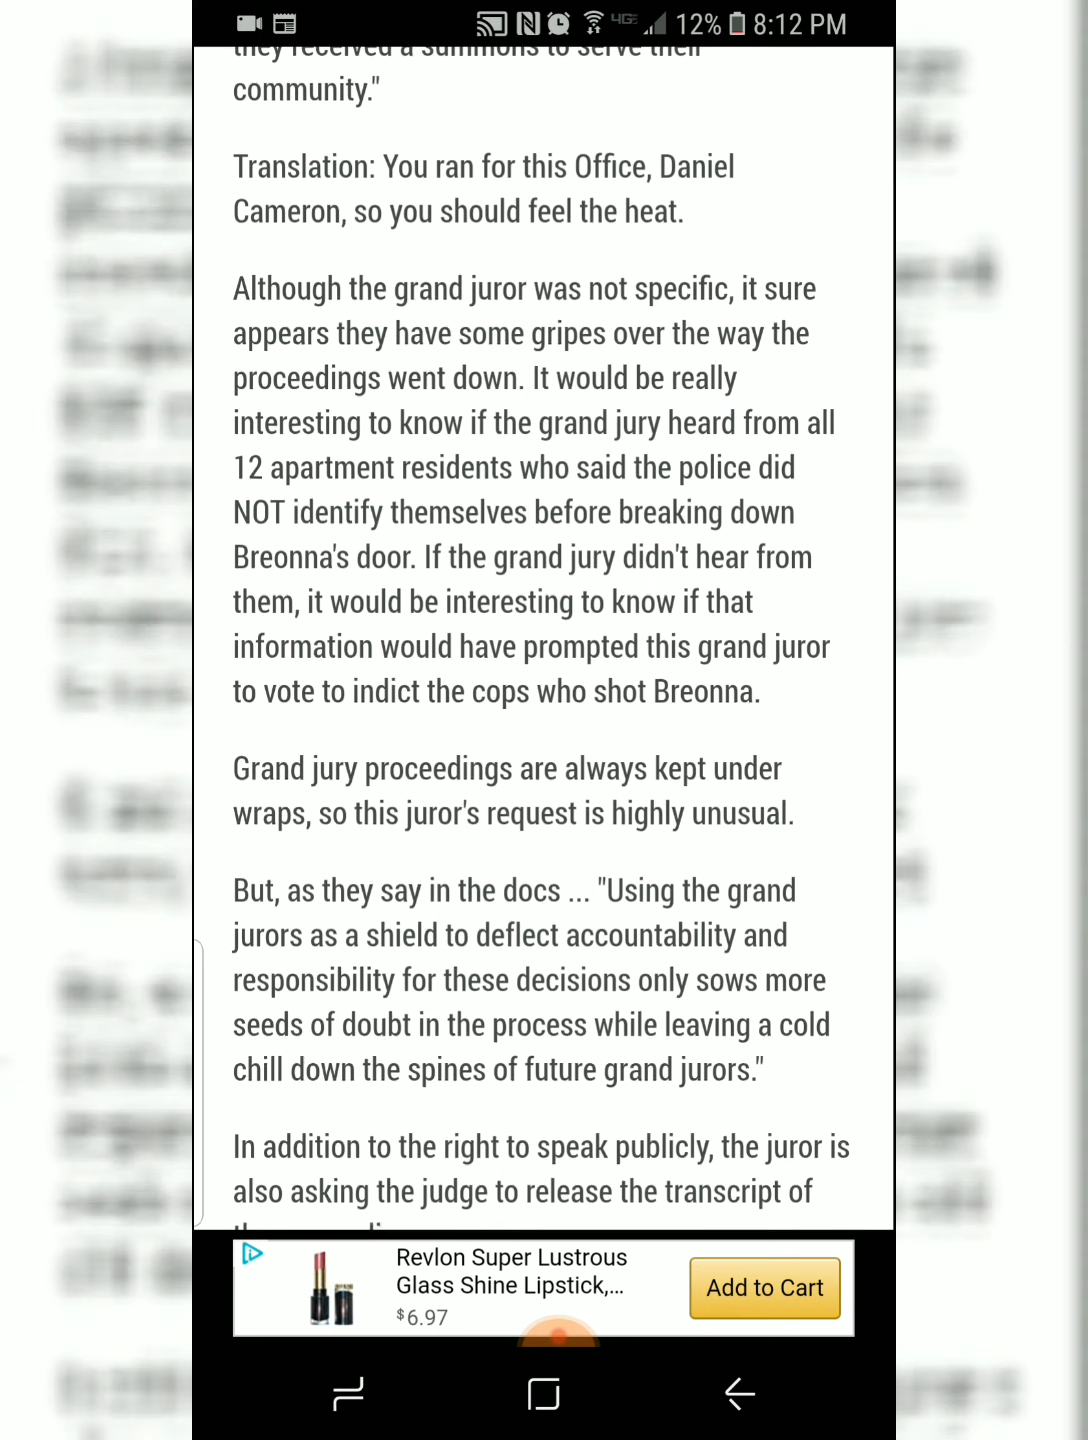 12% 8:12 PM
they received a summons to serve their
community."
Translation: You ran for this Office, Daniel
Cameron, so you should feel the heat.
Although the grand juror was not specific, it sure
appears they have some gripes over the way the
proceedings went down. It would be really
interesting to know if the grand jury heard from all
12 apartment residents who said the police did
NOT identify themselves before breaking down
Breonna's door. If the grand jury didn't hear from
them, it would be interesting to know if that
information would have prompted this grand juror
to vote to indict the cops who shot Breonna.
Grand jury proceedings are always kept under
wraps, so this juror's request is highly unusual.
But, as they say in the docs ... "Using the grand
jurors as a shield to deflect accountability and
responsibility for these decisions only sows more
seeds of doubt in the process while leaving a cold
chill down the spines of future grand jurors."
In addition to the right to speak publicly, the juror is
also asking the judge to release the transcript of
Revlon Super Lustrous
Glass Shine Lipstick,...
$6.97
Add to Cart